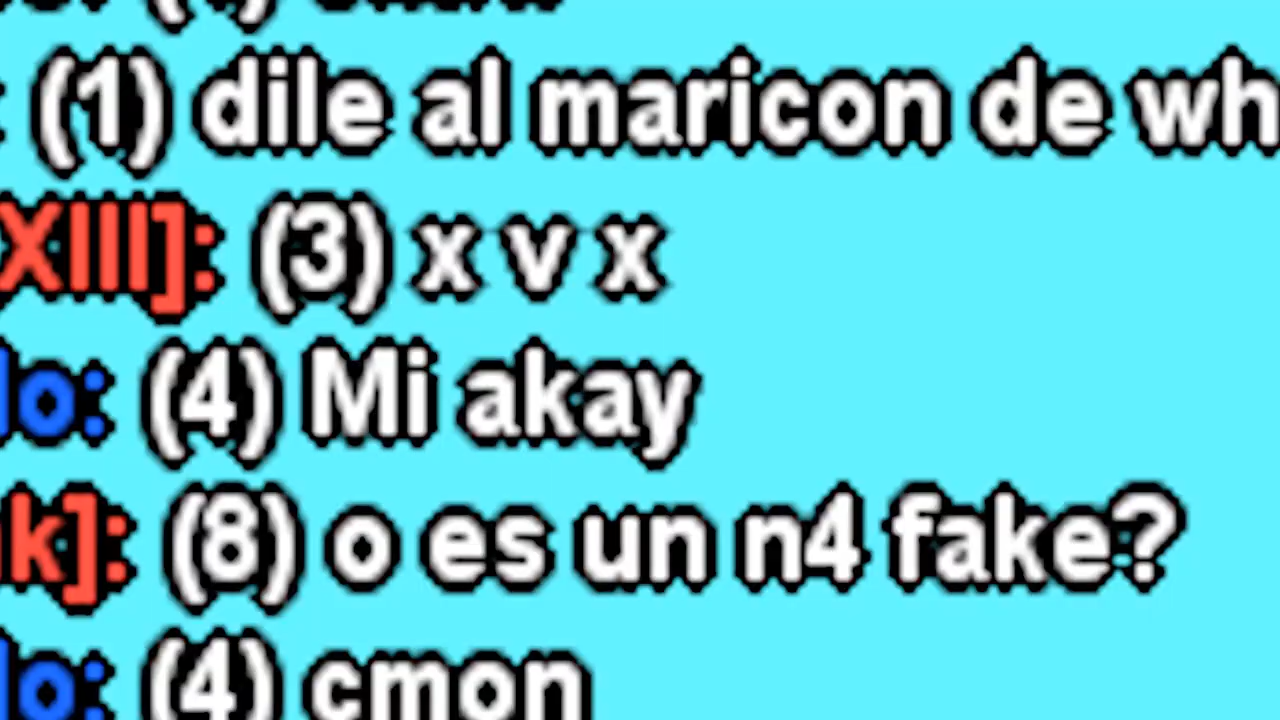 : (1) dile al maricon de wh
XIII]: (3) x v x
lo: (4) Mi akay
k]: (8) o es un n4 fake?
lo: (4) cmon